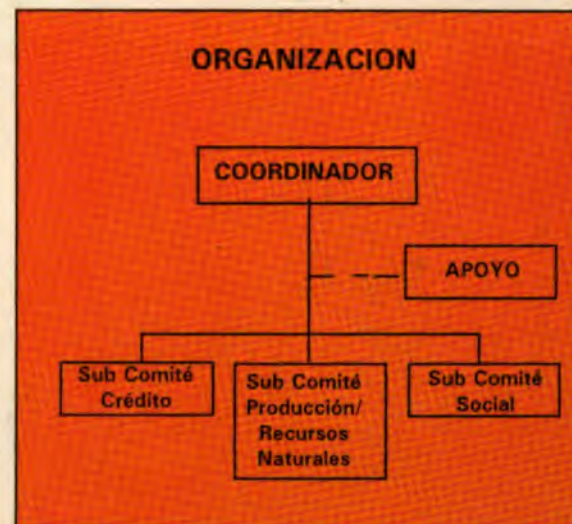 ORGANIZACION
COORDINADOR
APOYO
Sub Comité
Crédito
Sub Comité
Producción/
Recursos
Naturales
Sub Comité
Social